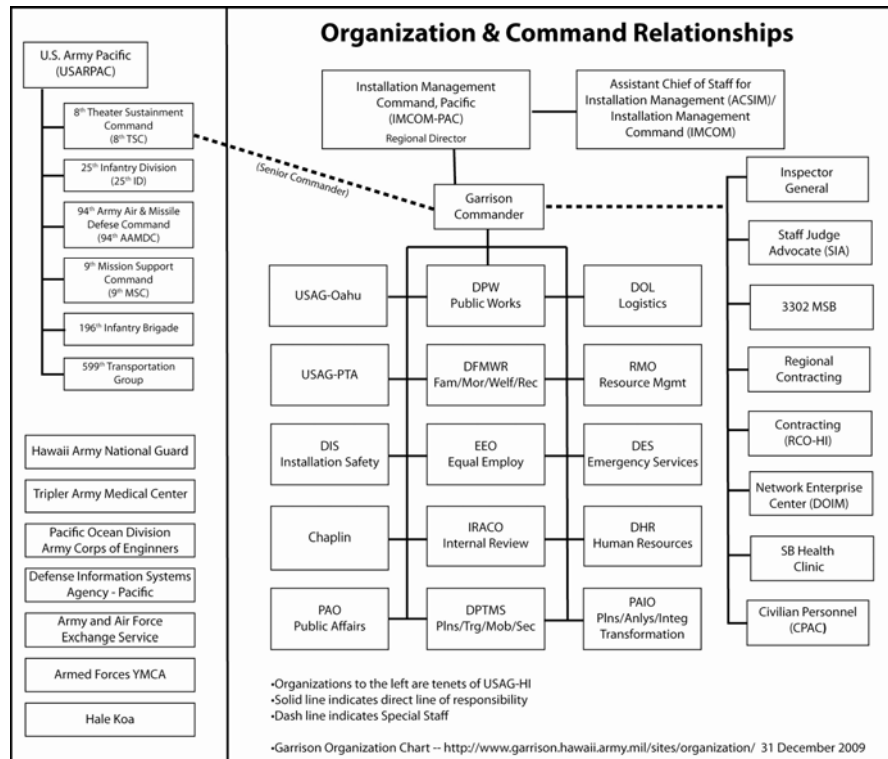 Organization & Command Relationships
U.S. Army Pacific
(USARPAC)
8th Theater Sustainment
Command
(8th TSC)
25th Infantry Division
(25th ID)
94th Army Air & Missile
Defese Command
(94th AAMDC)
9th Mission Support
Command
(9th MSC)
196th Infantry Brigade
599th Transportation
Group
Hawaii Army National Guard
Tripler Army Medical Center
Pacific Ocean Division
Army Corps of Enginners
Defense Information Systems
Agency - Pacific
Army and Air Force
Exchange Service
Armed Forces YMCA
Hale Koa
Installation Management
Command, Pacific
(IMCOM-PAC)
Regional Director
Assistant Chief of Staff for
Installation Management (ACSIM)/
Installation Management
Command (IMCOM)
(Senior Commander)
Garrison
Commander
USAG-Oahu
DPW
Public Works
DOL
Logistics
USAG-PTA
DFMWR
Fam/Mor/Welf/Rec
RMO
Resource Mgmt
DIS
Installation Safety
EEO
Equal Employ
DES
Emergency Services
Chaplin
IRACO
Internal Review
DHR
Human Resources
PAO
Public Affairs
DPTMS
Plns/Trg/Mob/Sec
PAIO
Plns/Anlys/Integ
Transformation
Inspector
General
Staff Judge
Advocate (SIA)
3302 MSB
Regional
Contracting
Contracting
(RCO-HI)
Network Enterprise
Center (DOIM)
SB Health
Clinic
Civilian Personnel
(CPAC)
•Organizations to the left are tenets of USAG-HI
•Solid line indicates direct line of responsibility
•Dash line indicates Special Staff
•Garrison Organization Chart -- http://www.garrison.hawaii.army.mil/sites/organization/ 31 December 2009